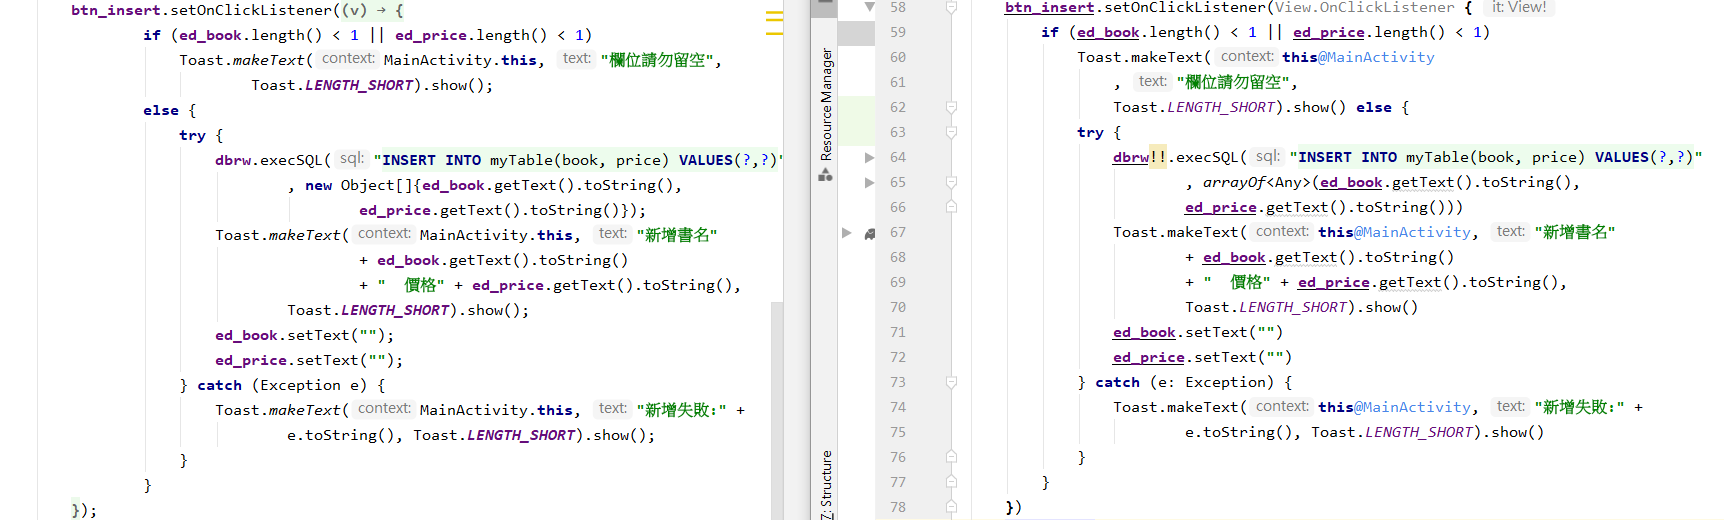 btn_insert.setOnClickListener((v) → {
if (ed_book.length() < 1 || ed_price.length() < 1)
Toast.makeText( context: MainActivity.this, text: "欄位請勿留空",
Toast.LENGTH_SHORT).show();
else {
try {
dbrw.execSQL( sql: "INSERT INTO myTable(book, price) VALUES(?,?)"
, new Object[]{ed_book.getText().toString(),
ed_price.getText().toString()});
Toast.makeText( context: MainActivity.this, text: "新增書名"
+ ed_book.getText().toString()
+ "  價格" + ed_price.getText().toString(),
Toast.LENGTH_SHORT).show();
ed_book.setText("");
ed_price.setText("");
} catch (Exception e) {
Toast.makeText( context: MainActivity.this, text: "新增失敗:" +
e.toString(), Toast.LENGTH_SHORT).show();
}
}
});
Resource Manager
Z: Structure
58 btn_insert.setOnClickListener(View.OnClickListener { it: View!
59 if (ed_book.length() < 1 || ed_price.length() < 1)
60 Toast.makeText( context: this@MainActivity
61 , text: "欄位請勿留空",
62 Toast.LENGTH_SHORT).show() else {
63 try {
64 dbrw!!.execSQL( sql: "INSERT INTO myTable(book, price) VALUES(?,?)"
65 , arrayOf<Any>(ed_book.getText().toString(),
66 ed_price.getText().toString()))
67 Toast.makeText( context: this@MainActivity, text: "新增書名"
68 + ed_book.getText().toString()
69 + "  價格" + ed_price.getText().toString(),
70 Toast.LENGTH_SHORT).show()
71 ed_book.setText("")
72 ed_price.setText("")
73 } catch (e: Exception) {
74 Toast.makeText( context: this@MainActivity, text: "新增失敗:" +
75 e.toString(), Toast.LENGTH_SHORT).show()
76 }
77 }
78 })